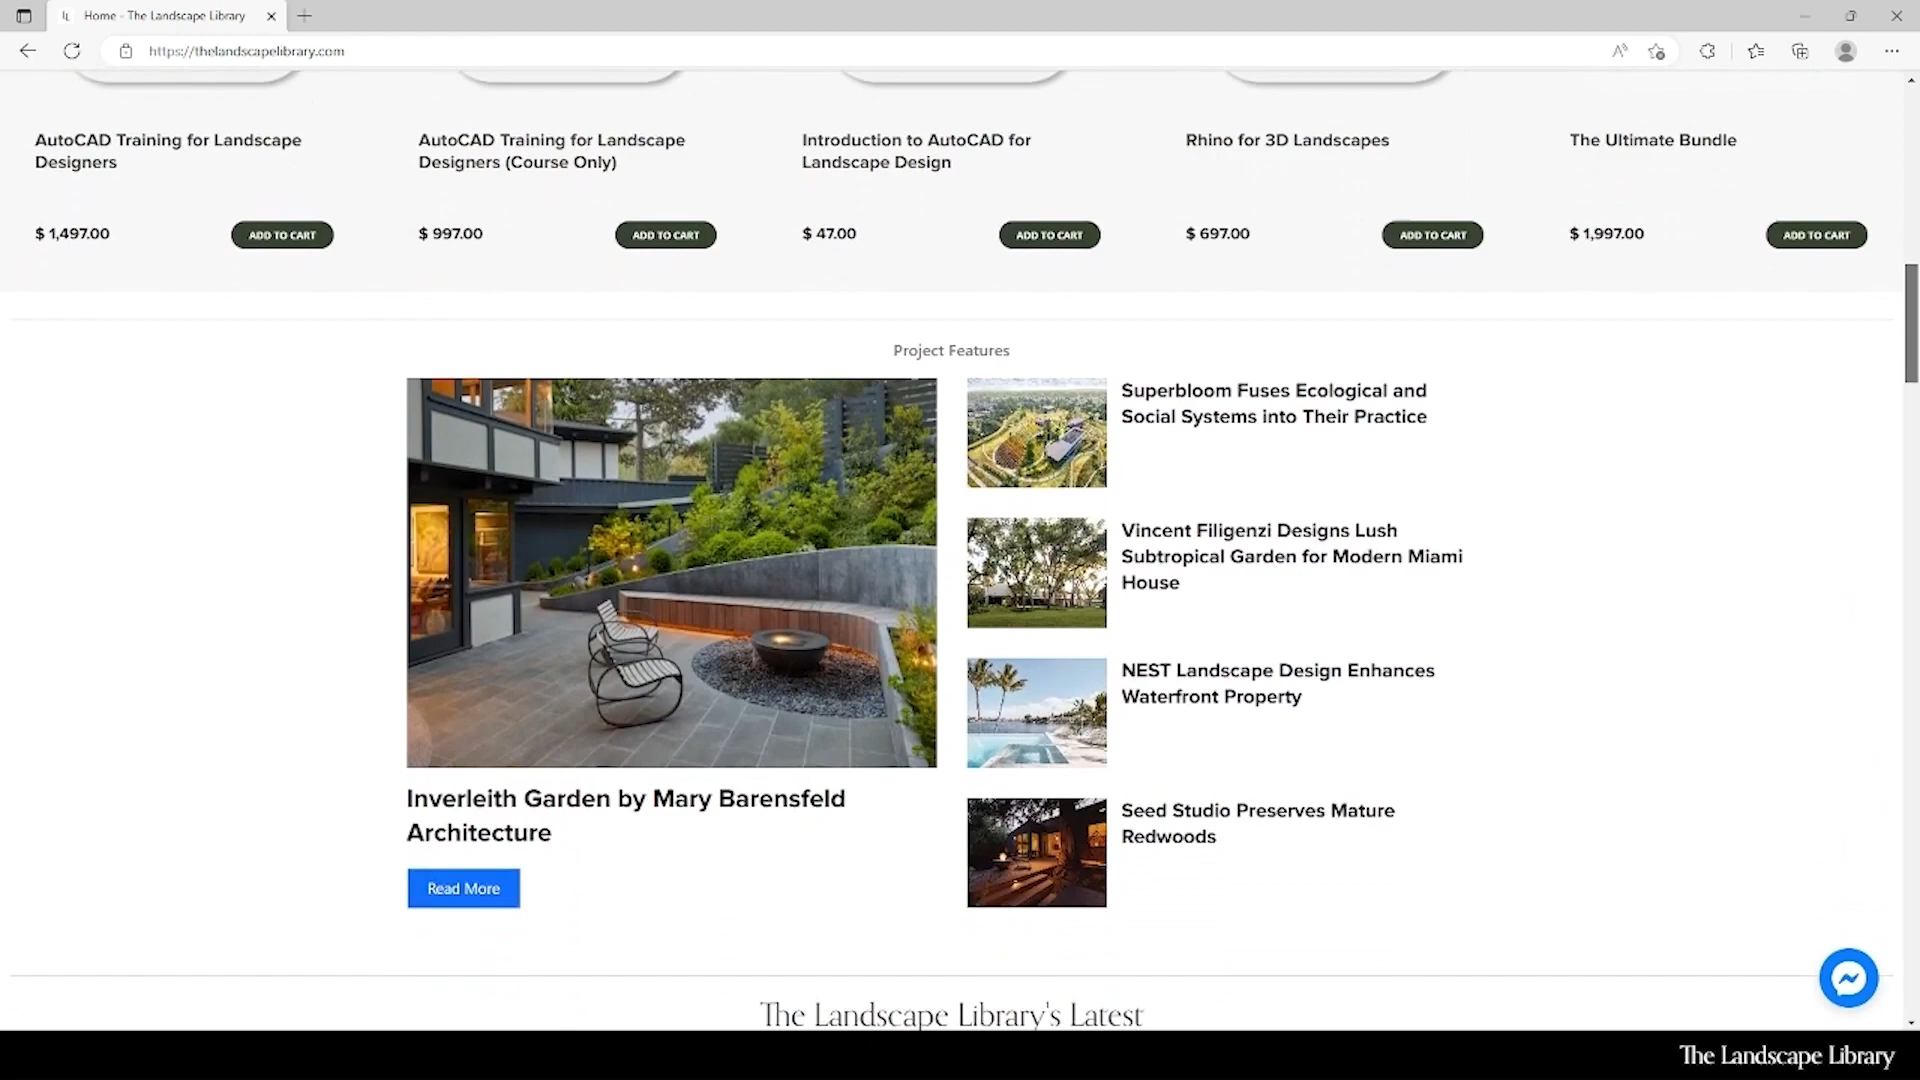 Home - The Landscape Library
https://thelandscapelibrary.com
AutoCAD Training for Landscape
Designers
$ 1,497.00
ADD TO CART
AutoCAD Training for Landscape
Designers (Course Only)
$ 997.00
ADD TO CART
Introduction to AutoCAD for
Landscape Design
$ 47.00
ADD TO CART
Rhino for 3D Landscapes
$ 697.00
ADD TO CART
The Ultimate Bundle
$ 1,997.00
ADD TO CART
Project Features
Inverleith Garden by Mary Barensfeld
Architecture
Read More
Superbloom Fuses Ecological and
Social Systems into Their Practice
Vincent Filigenzi Designs Lush
Subtropical Garden for Modern Miami
House
NEST Landscape Design Enhances
Waterfront Property
Seed Studio Preserves Mature
Redwoods
The Landscape Library's Latest
The Landscape Library